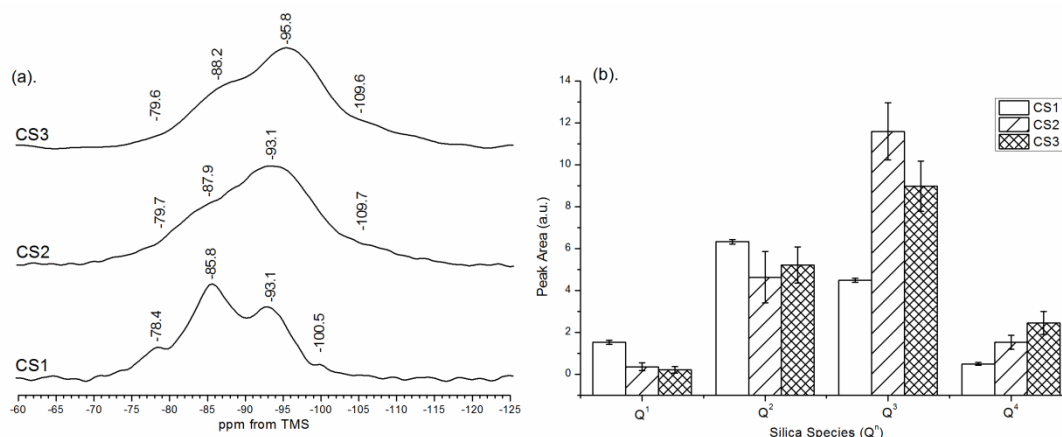 (a).
-79.6
-88.2
-95.8
-109.6
CS3
-79.7
-87.9
-93.1
-109.7
CS2
-78.4
-85.8
-93.1
-100.5
CS1
-60 -65 -70 -75 -80 -85 -90 -95 -100 -105 -110 -115 -120 -125
ppm from TMS
(b).
CS1
CS2
CS3
14
12
10
8
6
4
2
0
Peak Area (a.u.)
Q¹ Q² Q³ Q⁴
Silica Species (Qⁿ)